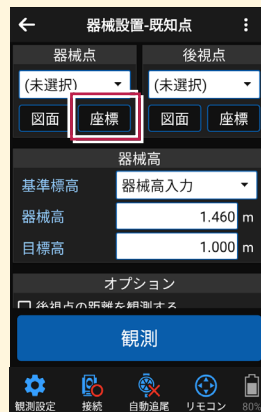 器械設置-既知点
器械点 後視点
(未選択) (未選択)
図面 座標 図面 座標
器械高
基準標高 器械高入力
器械高 1.460 m
目標高 1.000 m
オプション
後視点の距離を観測する
観測
観測設定 接続 自動追尾 リモコン 80%